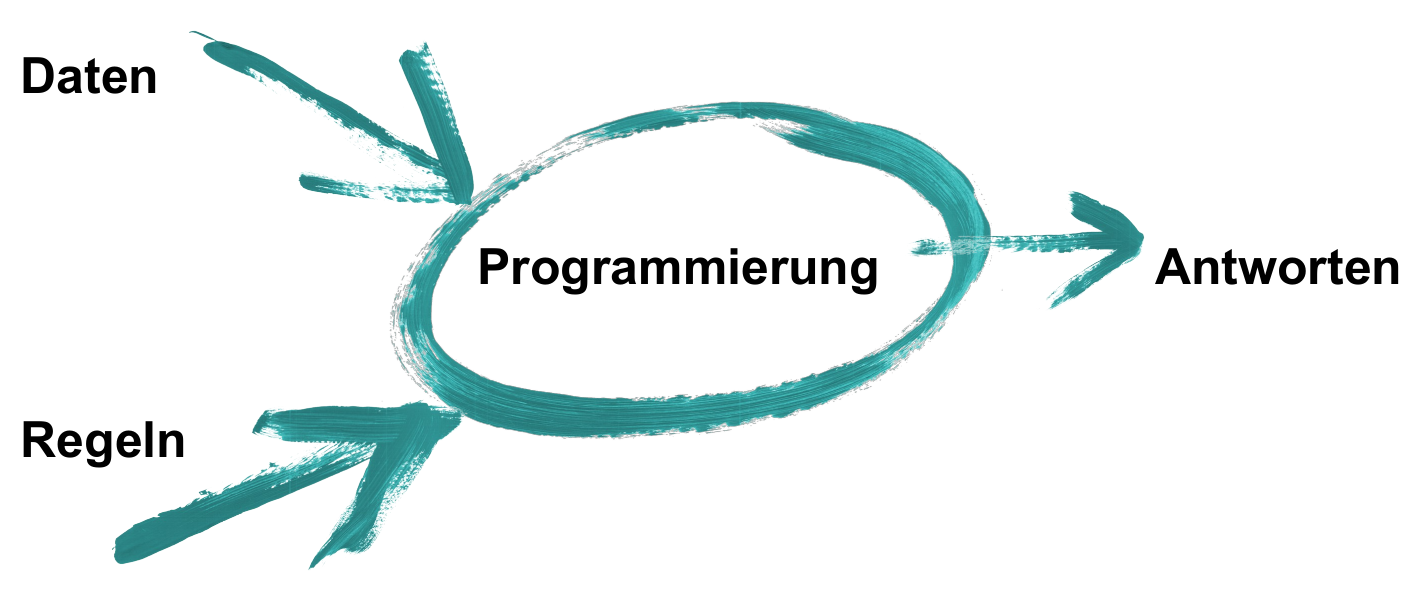 Daten
Programmierung
Antworten
Regeln